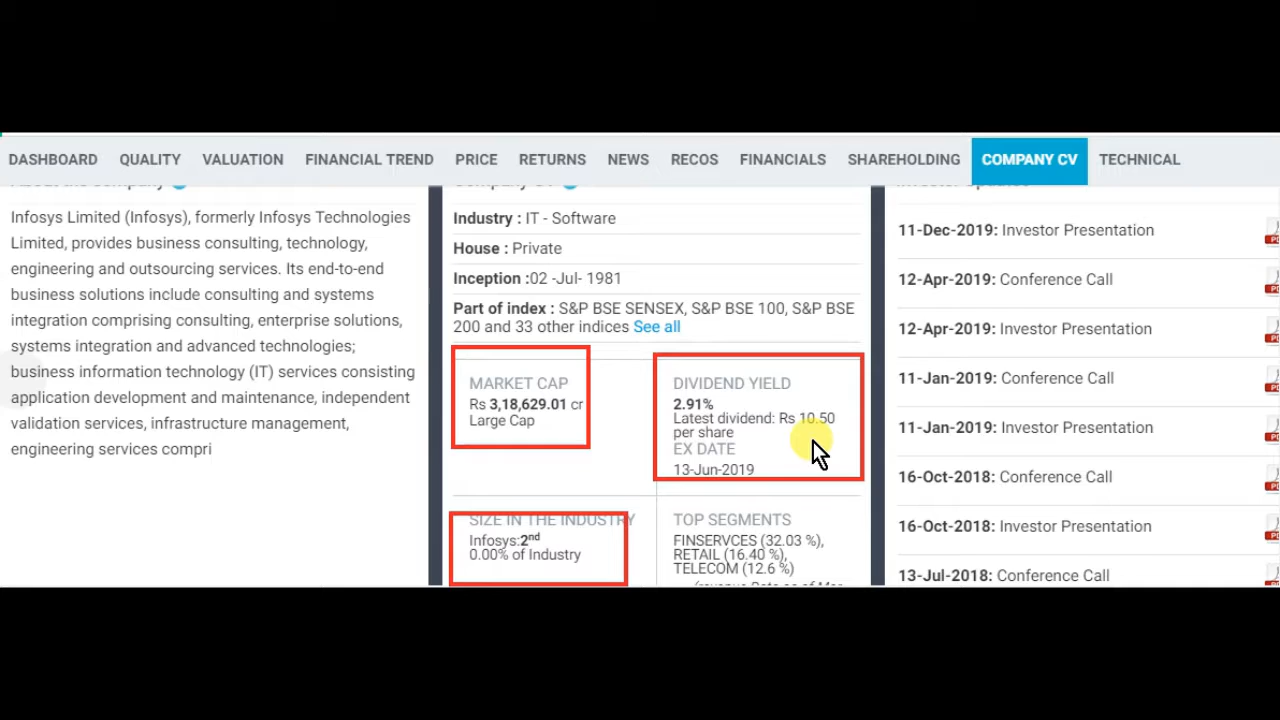 DASHBOARD QUALITY VALUATION FINANCIAL TREND PRICE RETURNS NEWS RECOS FINANCIALS SHAREHOLDING COMPANY CV TECHNICAL
About the company
Infosys Limited (Infosys), formerly Infosys Technologies
Limited, provides business consulting, technology,
engineering and outsourcing services. Its end-to-end
business solutions include consulting and systems
integration comprising consulting, enterprise solutions,
systems integration and advanced technologies;
business information technology (IT) services consisting
application development and maintenance, independent
validation services, infrastructure management,
engineering services compri
Company CV
Industry : IT - Software
House : Private
Inception :02 -Jul- 1981
Part of index : S&P BSE SENSEX, S&P BSE 100, S&P BSE
200 and 33 other indices See all
MARKET CAP
Rs 3,18,629.01 cr
Large Cap
DIVIDEND YIELD
2.91%
Latest dividend: Rs 10.50
per share
EX DATE
13-Jun-2019
SIZE IN THE INDUSTRY
Infosys:2nd
0.00% of Industry
TOP SEGMENTS
FINSERVCES (32.03 %),
RETAIL (16.40 %),
TELECOM (12.6 %)
Investor Updates
11-Dec-2019: Investor Presentation
12-Apr-2019: Conference Call
12-Apr-2019: Investor Presentation
11-Jan-2019: Conference Call
11-Jan-2019: Investor Presentation
16-Oct-2018: Conference Call
16-Oct-2018: Investor Presentation
13-Jul-2018: Conference Call